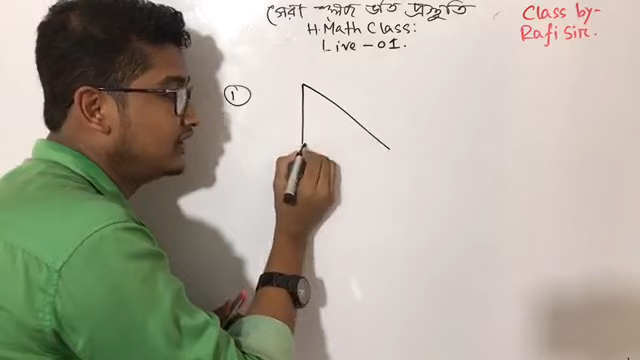 সেরা ভর্তি প্রস্তুতি
H.Math Class:
Live - 01.
Class by-
Rafi Sir.
1